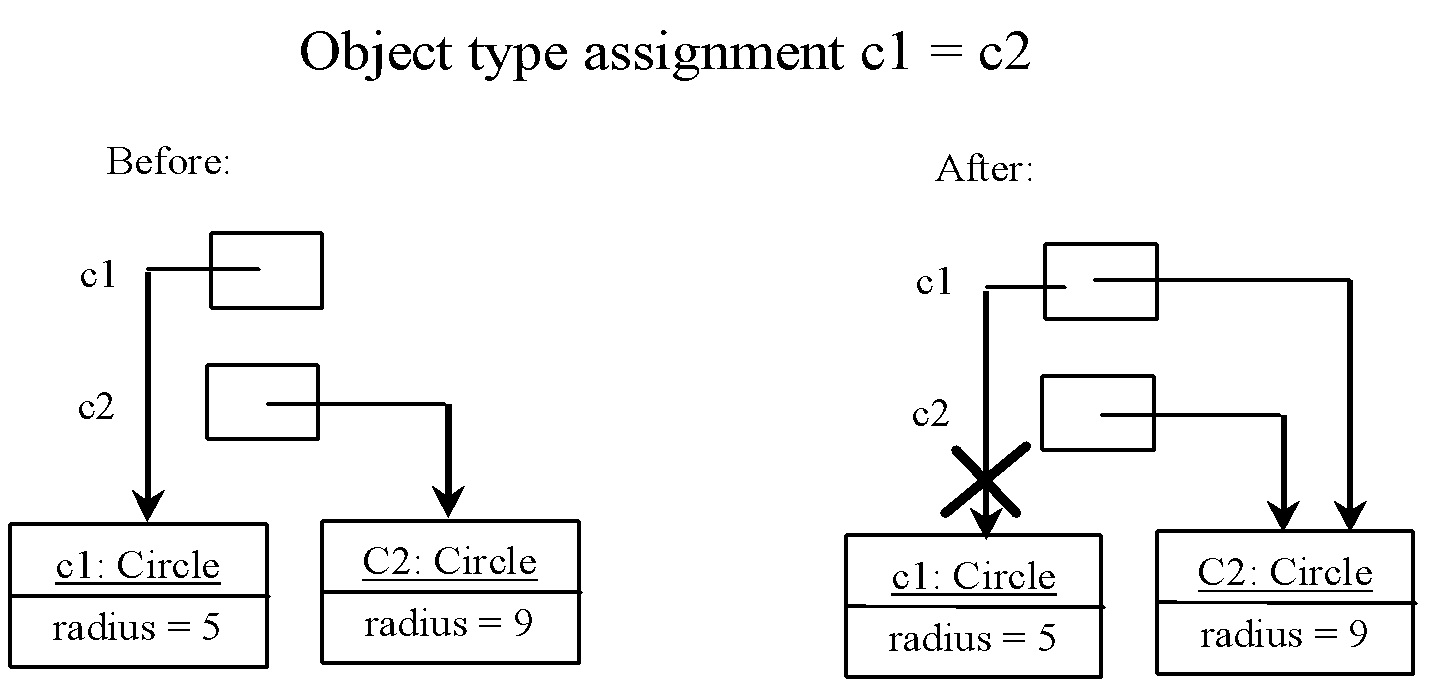 Object type assignment c1 = c2
Before:
c1
c2
c1: Circle
radius = 5
C2: Circle
radius = 9
After:
c1
c2
c1: Circle
radius = 5
C2: Circle
radius = 9